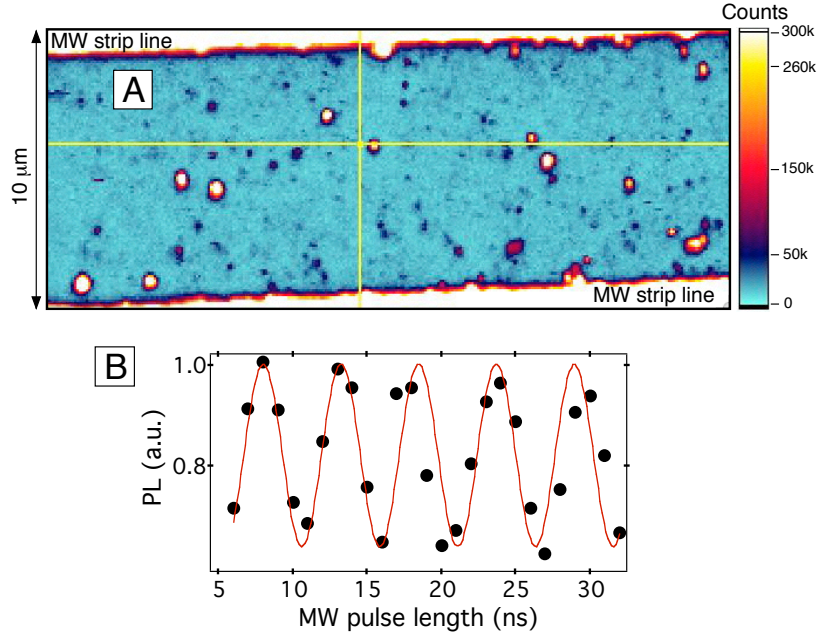 Counts
MW strip line
A
10 μm
300k
260k
150k
50k
0
MW strip line
B
1.0
0.8
PL (a.u.)
5 10 15 20 25 30
MW pulse length (ns)